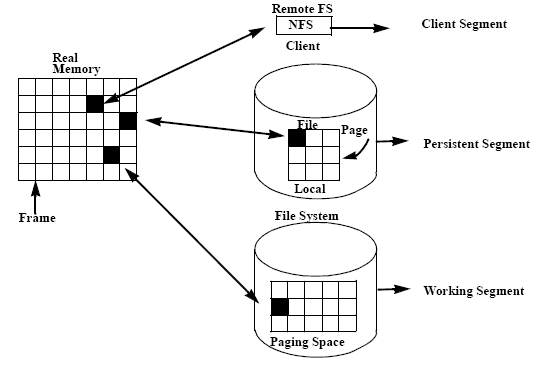 Remote FS
NFS
Client
Client Segment
Real
Memory
File
Page
Persistent Segment
Local
Frame
File System
Working Segment
Paging Space